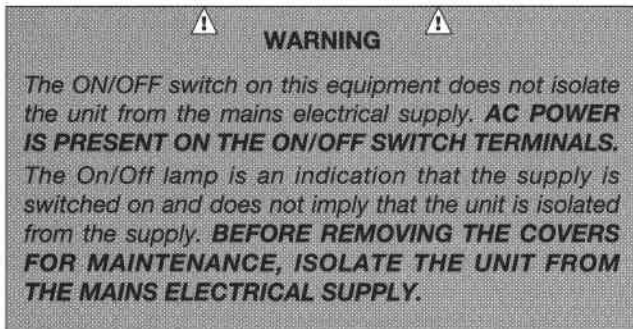 WARNING
The ON/OFF switch on this equipment does not isolate
the unit from the mains electrical supply. AC POWER
IS PRESENT ON THE ON/OFF SWITCH TERMINALS.
The On/Off lamp is an indication that the supply is
switched on and does not imply that the unit is isolated
from the supply. BEFORE REMOVING THE COVERS
FOR MAINTENANCE, ISOLATE THE UNIT FROM
THE MAINS ELECTRICAL SUPPLY.